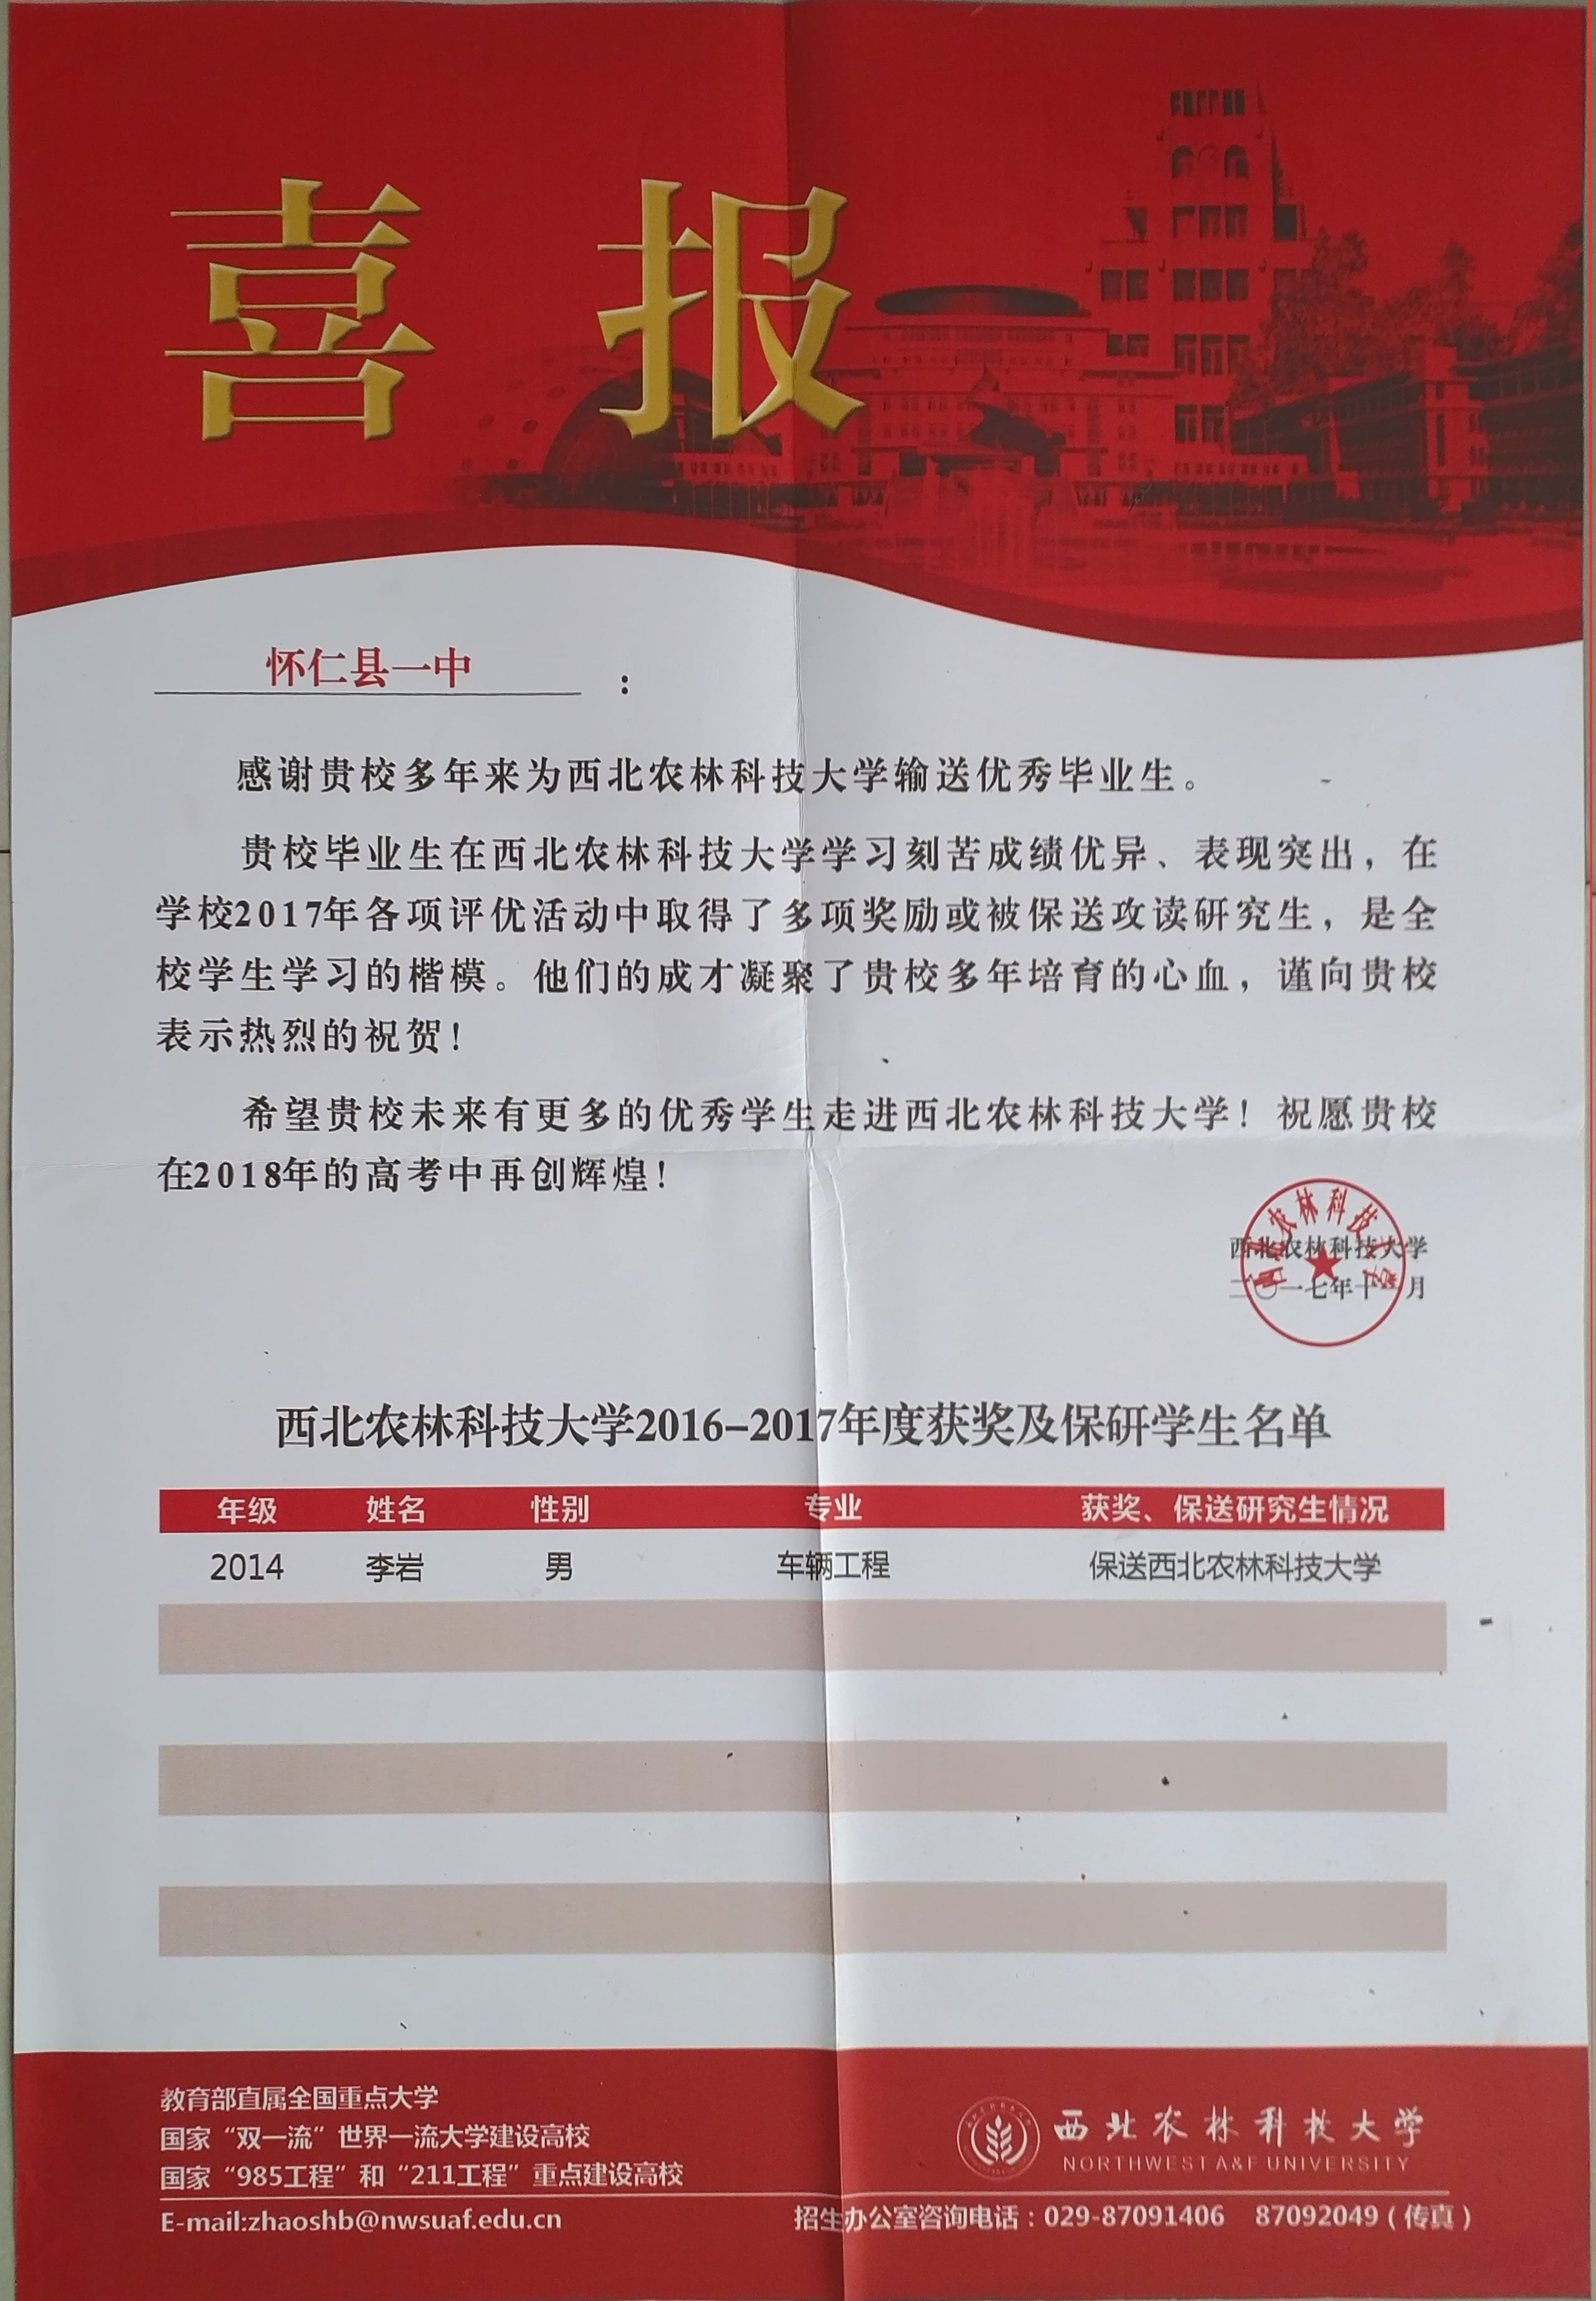 喜 报
怀仁县一中 ：
感谢贵校多年来为西北农林科技大学输送优秀毕业生。
贵校毕业生在西北农林科技大学学习刻苦成绩优异、表现突出，在
学校2017年各项评优活动中取得了多项奖励或被保送攻读研究生，是全
校学生学习的楷模。他们的成才凝聚了贵校多年培育的心血，谨向贵校
表示热烈的祝贺！
希望贵校未来有更多的优秀学生走进西北农林科技大学！祝愿贵校
在2018年的高考中再创辉煌！
西北农林科技大学
西北农林科技大学
二〇一七年十一月
西北农林科技大学2016-2017年度获奖及保研学生名单
年级 姓名 性别 专业 获奖、保送研究生情况
2014 李岩 男 车辆工程 保送西北农林科技大学
教育部直属全国重点大学
国家“双一流”世界一流大学建设高校
国家“985工程”和“211工程”重点建设高校
西北农林科技大学
NORTHWEST A&F UNIVERSITY
E-mail:zhaoshb@nwsuaf.edu.cn 招生办公室咨询电话：029-87091406 87092049（传真）